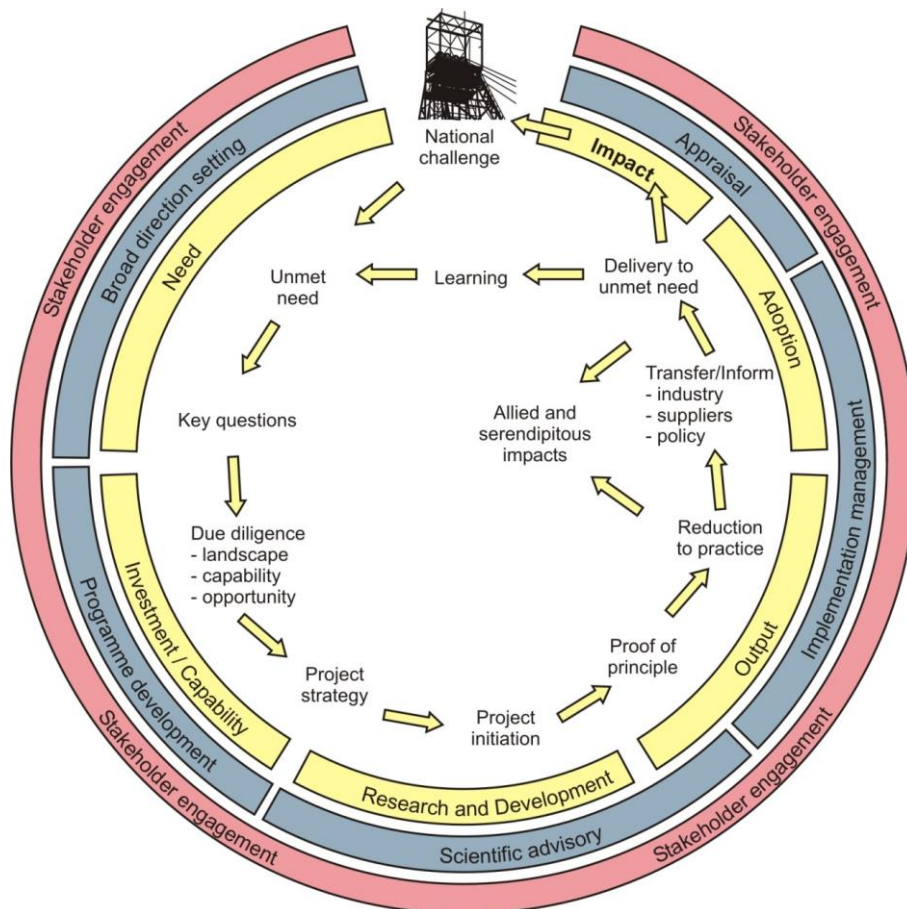 National
challenge
Unmet
need
Learning
Delivery to
unmet need
Key questions
Allied and
serendipitous
impacts
Transfer/Inform
- industry
- suppliers
- policy
Due diligence
- landscape
- capability
- opportunity
Reduction
to practice
Project
strategy
Project
initiation
Proof of
principle
Need
Investment / Capability
Research and Development
Output
Adoption
Impact
Broad direction setting
Programme development
Scientific advisory
Implementation management
Appraisal
Stakeholder engagement
Stakeholder engagement
Stakeholder engagement
Stakeholder engagement